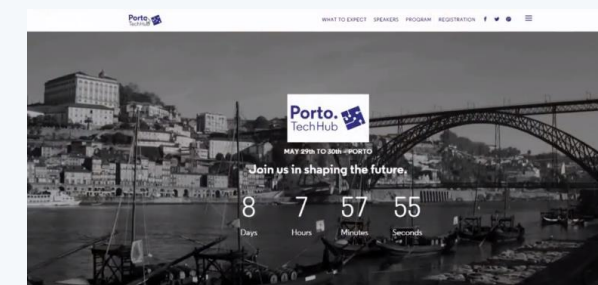 Porto.
TechHub
WHAT TO EXPECT SPEAKERS PROGRAM REGISTRATION
Porto.
TechHub
MAY 29th TO 30th - PORTO
Join us in shaping the future.
8 7 57 55
Days Hours Minutes Seconds